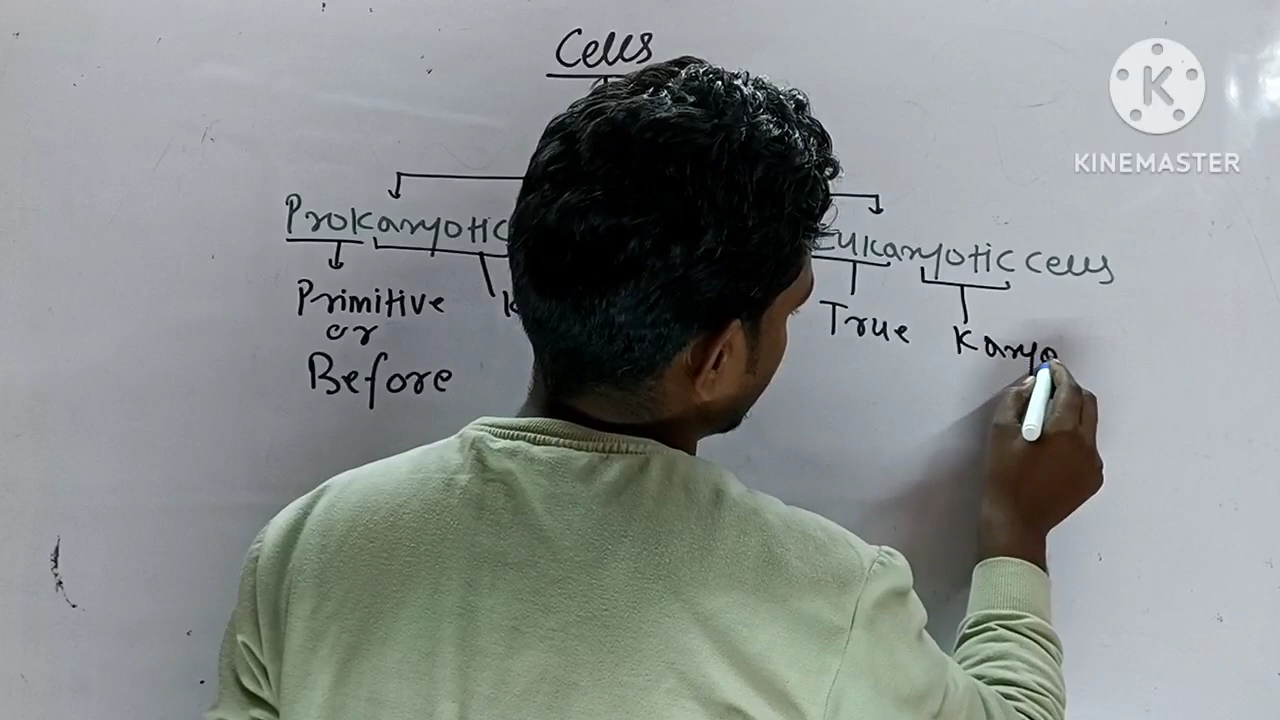 Cells
K
KINEMASTER
Prokaryotic
Eukaryotic cells
Primitive
or
Before
K
True
Karyo